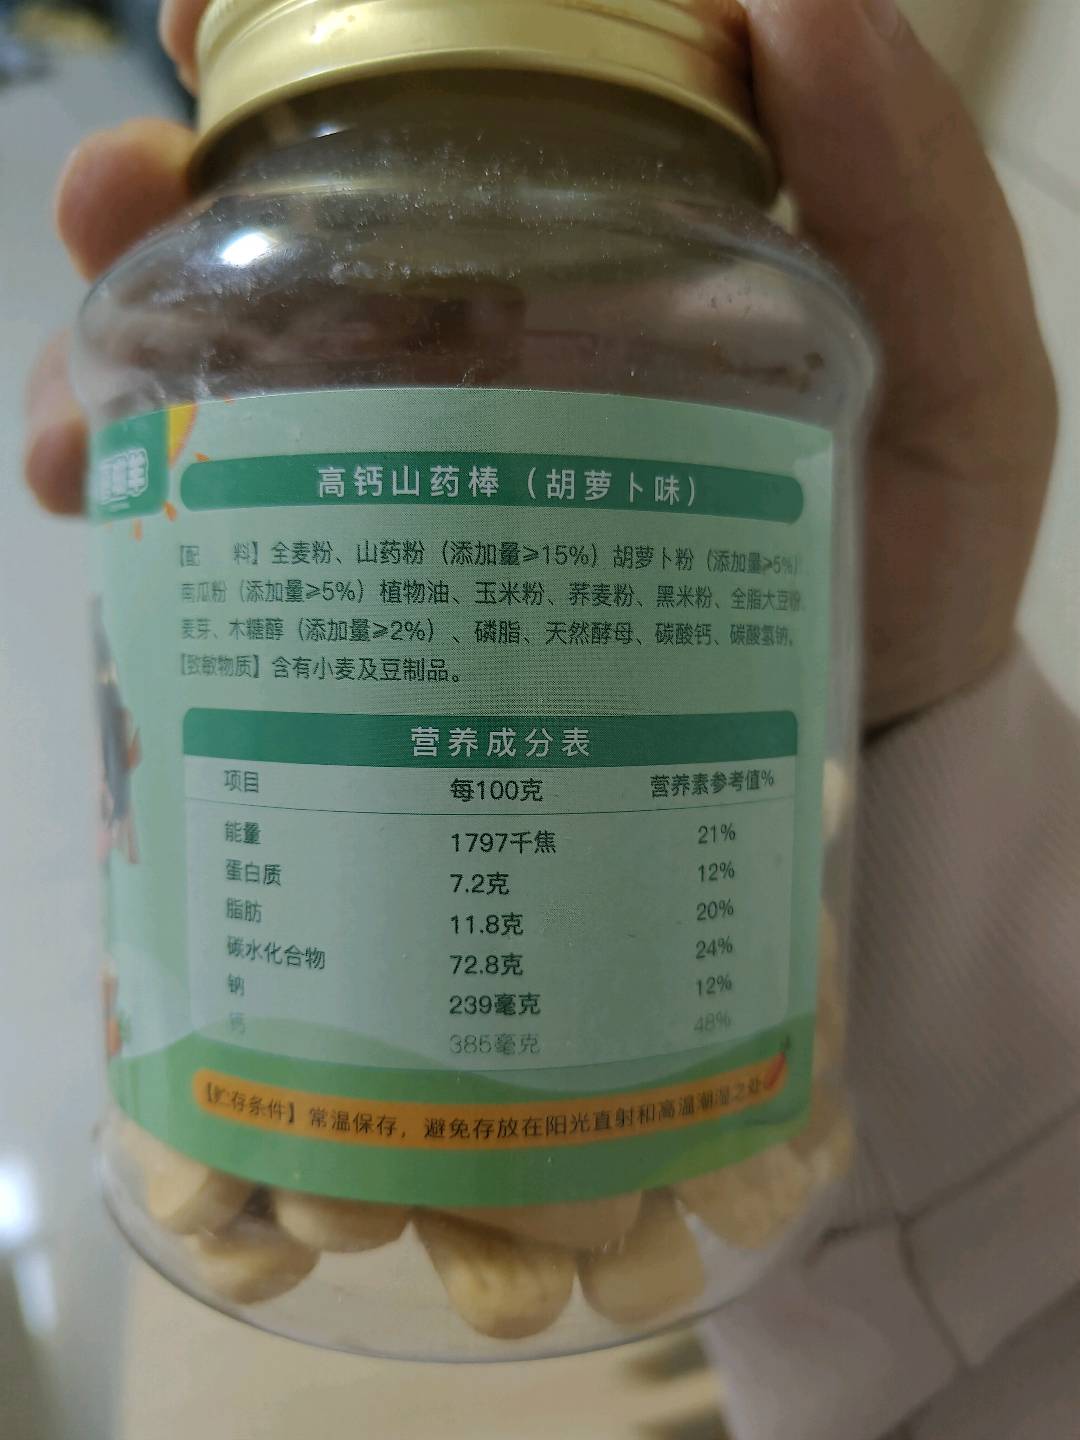 高钙山药棒（胡萝卜味）
【配　料】全麦粉、山药粉（添加量≥15%）胡萝卜粉（添加量≥5%）
南瓜粉（添加量≥5%）植物油、玉米粉、荞麦粉、黑米粉、全脂大豆粉、
麦芽、木糖醇（添加量≥2%）、磷脂、天然酵母、碳酸钙、碳酸氢钠。
【致敏物质】含有小麦及豆制品。
营养成分表
项目 每100克 营养素参考值%
能量 1797千焦 21%
蛋白质 7.2克 12%
脂肪 11.8克 20%
碳水化合物 72.8克 24%
钠 239毫克 12%
钙 385毫克 48%
【贮存条件】常温保存，避免存放在阳光直射和高温潮湿之处